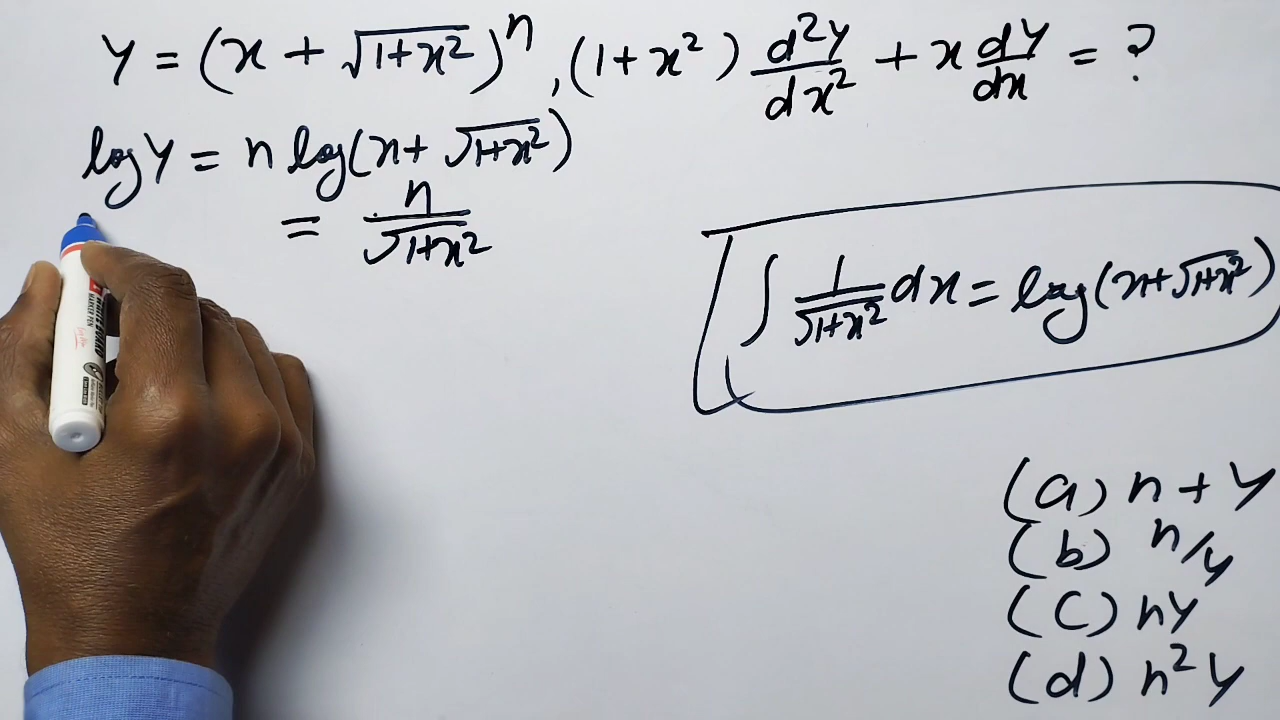 y = (x + √1+x²)ⁿ, (1+x²) d²y/dx² + x dy/dx = ?
log y = n log(x + √1+x²)
= n/√1+x²
∫ 1/√1+x² dx = log(x+√1+x²)
(a) n + y
(b) n/y
(c) ny
(d) n²y